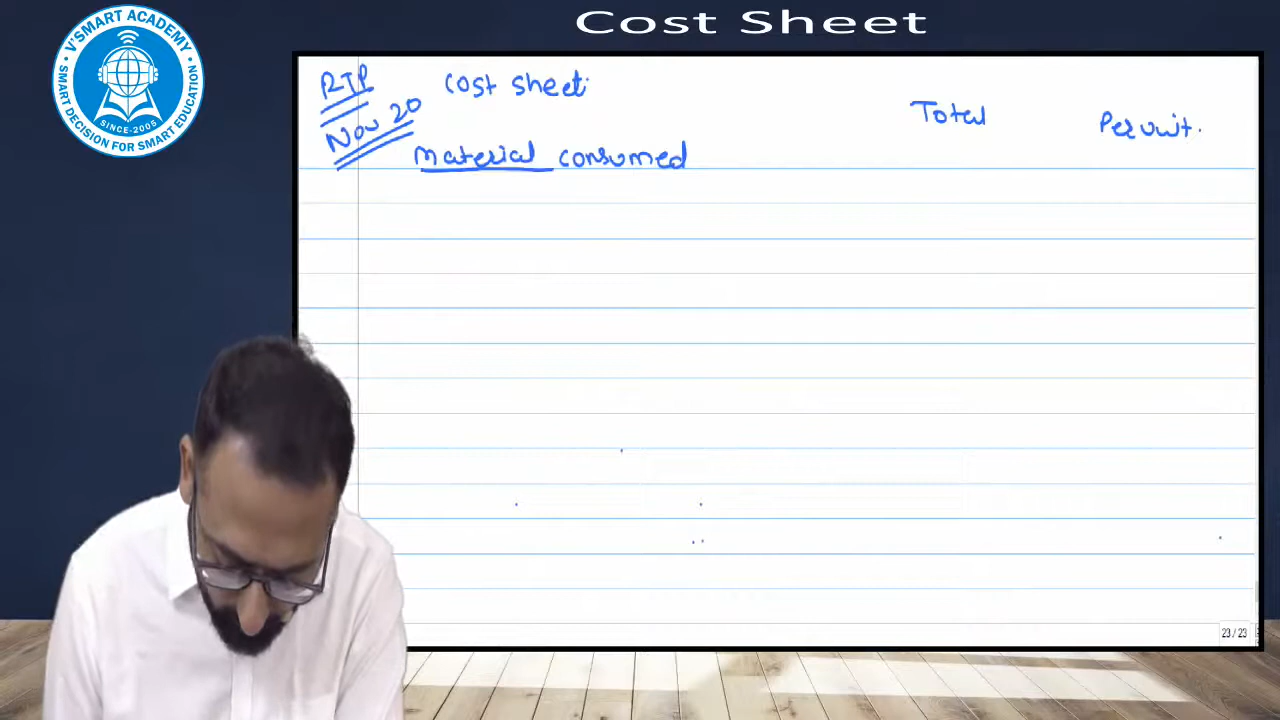 Cost Sheet
V'SMART ACADEMY
SMART DECISION FOR SMART EDUCATION
SINCE-2005
RTP
Nov 20
Cost sheet
Total
Per unit.
Material consumed
23/23